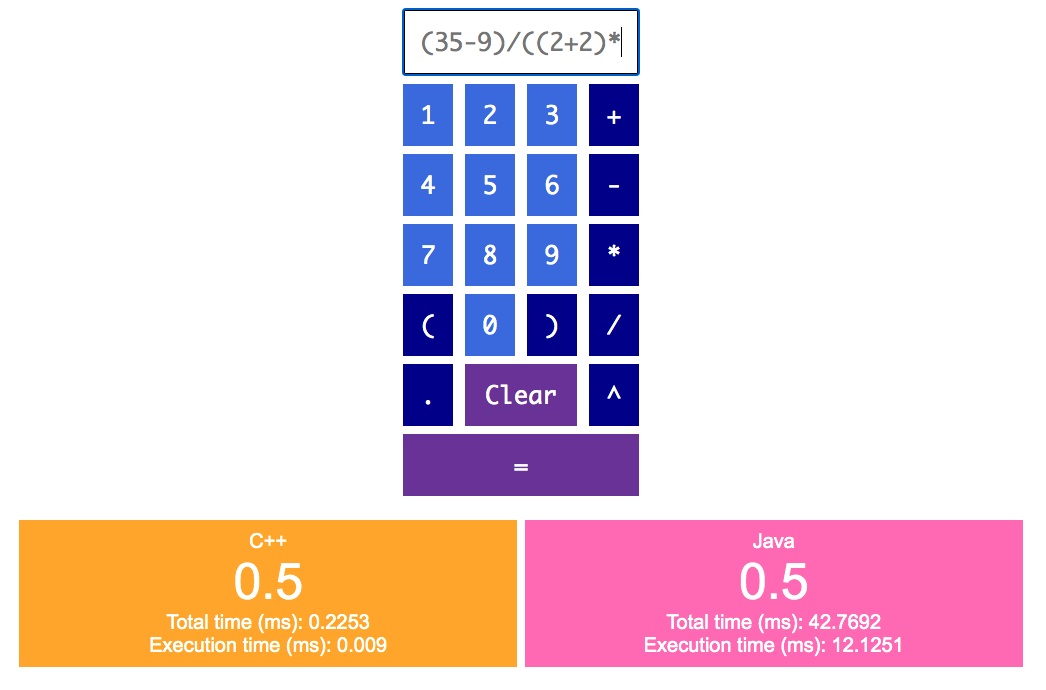 (35-9)/((2+2)*
1 2 3 +
4 5 6 -
7 8 9 *
( 0 ) /
. Clear ^
=
C++
0.5
Total time (ms): 0.2253
Execution time (ms): 0.009
Java
0.5
Total time (ms): 42.7692
Execution time (ms): 12.1251